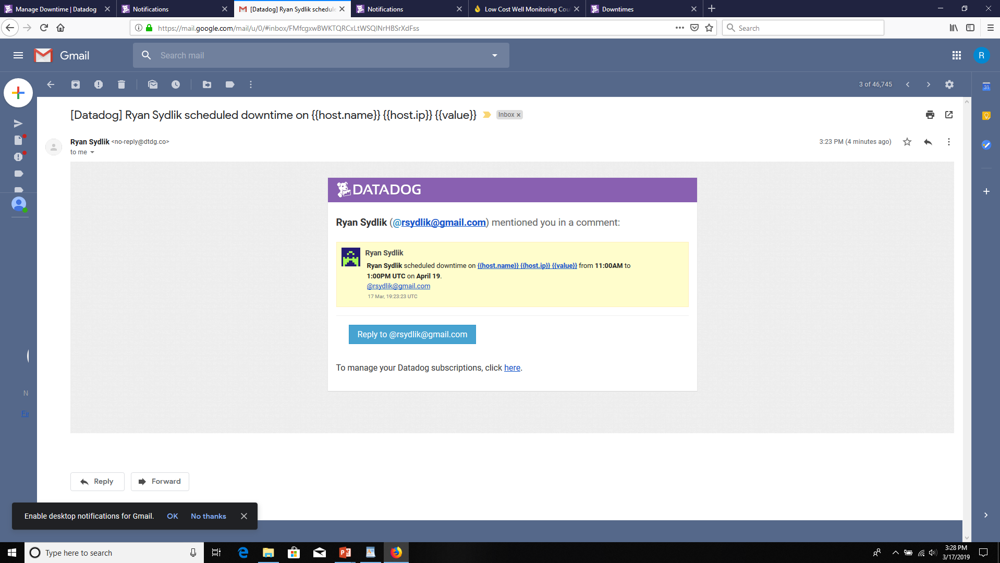 Manage Downtime | Datadog
Notifications
[Datadog] Ryan Sydlik schedule
Notifications
Low Cost Well Monitoring Cou
Downtimes
https://mail.google.com/mail/u/0/#inbox/FMfcgxwBWKTQRCxLtWSQlNrHBSrXdFss
Search
Gmail
Search mail
R
3 of 46,745
31
[Datadog] Ryan Sydlik scheduled downtime on {{host.name}} {{host.ip}} {{value}}
Inbox x
Ryan Sydlik <no-reply@dtdg.co>
3:23 PM (4 minutes ago)
to me
DATADOG
Ryan Sydlik (@rsydlik@gmail.com) mentioned you in a comment:
Ryan Sydlik
Ryan Sydlik scheduled downtime on {{host.name}} {{host.ip}} {{value}} from 11:00AM to
1:00PM UTC on April 19.
@rsydlik@gmail.com
17 Mar, 19:23:23 UTC
Reply to @rsydlik@gmail.com
To manage your Datadog subscriptions, click here.
N
Fi
Reply
Forward
Enable desktop notifications for Gmail.
OK
No thanks
Type here to search
3:28 PM
3/17/2019